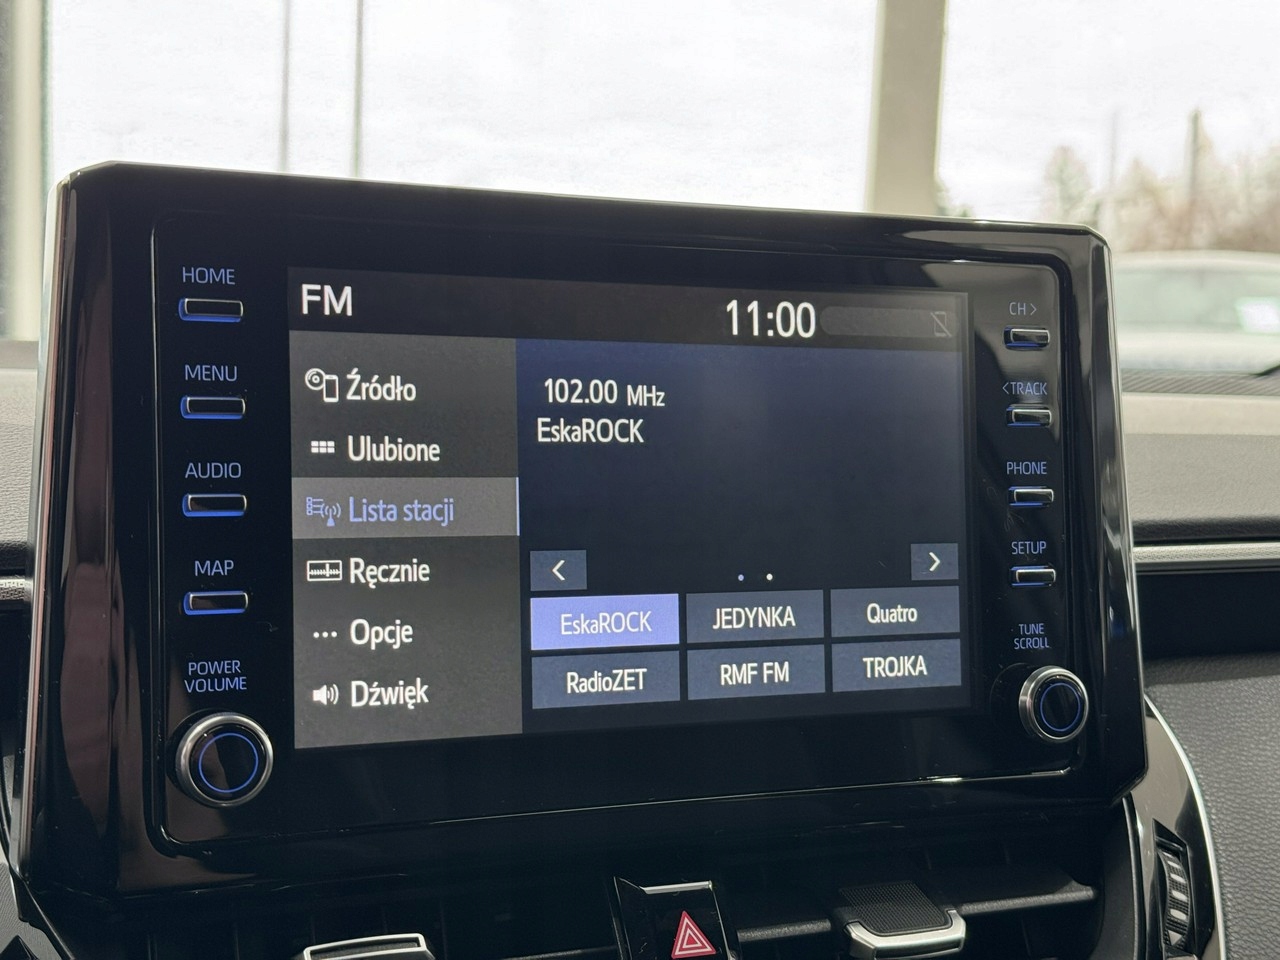 HOME
MENU
AUDIO
MAP
POWER
VOLUME
FM
11:00
Źródło
Ulubione
Lista stacji
Ręcznie
Opcje
Dźwięk
102.00 MHz
EskaROCK
< >
EskaROCK JEDYNKA Quatro
RadioZET RMF FM TROJKA
CH >
< TRACK
PHONE
SETUP
TUNE
SCROLL